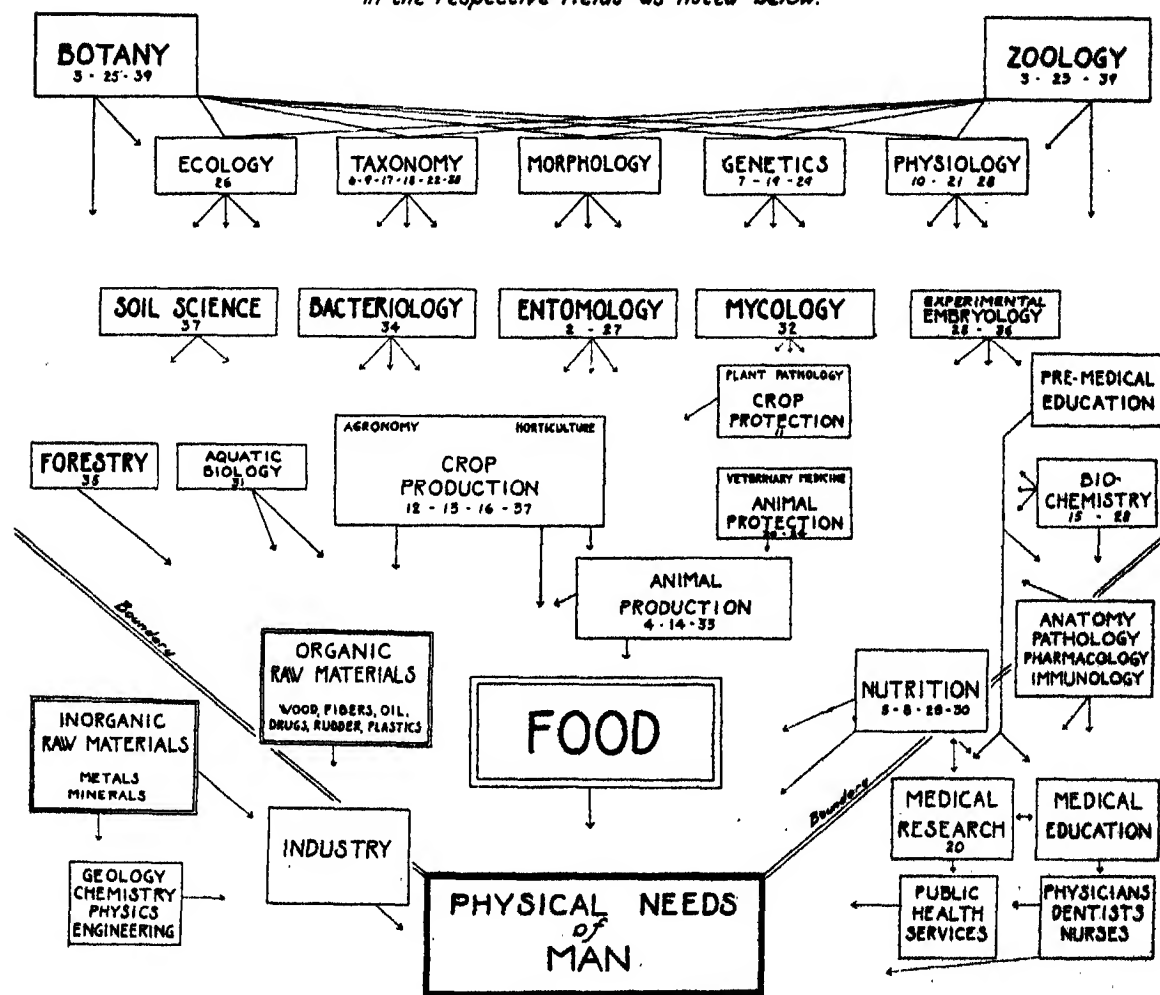 in the respective fields as noted below.
BOTANY
3 - 25 - 39
ZOOLOGY
3 - 23 - 39
ECOLOGY
26
TAXONOMY
MORPHOLOGY
GENETICS
7 - 19 - 29
PHYSIOLOGY
10 - 21 28
SOIL SCIENCE
37
BACTERIOLOGY
34
ENTOMOLOGY
2 - 27
MYCOLOGY
32
EXPERIMENTAL
EMBRYOLOGY
PLANT PATHOLOGY
CROP
PROTECTION
11
PRE-MEDICAL
EDUCATION
AGRONOMY HORTICULTURE
CROP
PRODUCTION
12 - 13 - 16 - 37
FORESTRY
35
AQUATIC
BIOLOGY
31
VETERINARY MEDICINE
ANIMAL
PROTECTION
BIO-
CHEMISTRY
15 - 28
ANIMAL
PRODUCTION
4 - 14 - 33
Boundary
ANATOMY
PATHOLOGY
PHARMACOLOGY
IMMUNOLOGY
ORGANIC
RAW MATERIALS
WOOD, FIBERS, OIL,
DRUGS, RUBBER, PLASTICS
NUTRITION
FOOD
INORGANIC
RAW MATERIALS
METALS
MINERALS
Boundary
MEDICAL
RESEARCH
20
MEDICAL
EDUCATION
INDUSTRY
GEOLOGY
CHEMISTRY
PHYSICS
ENGINEERING
PHYSICAL NEEDS
of
MAN
PUBLIC
HEALTH
SERVICES
PHYSICIANS
DENTISTS
NURSES